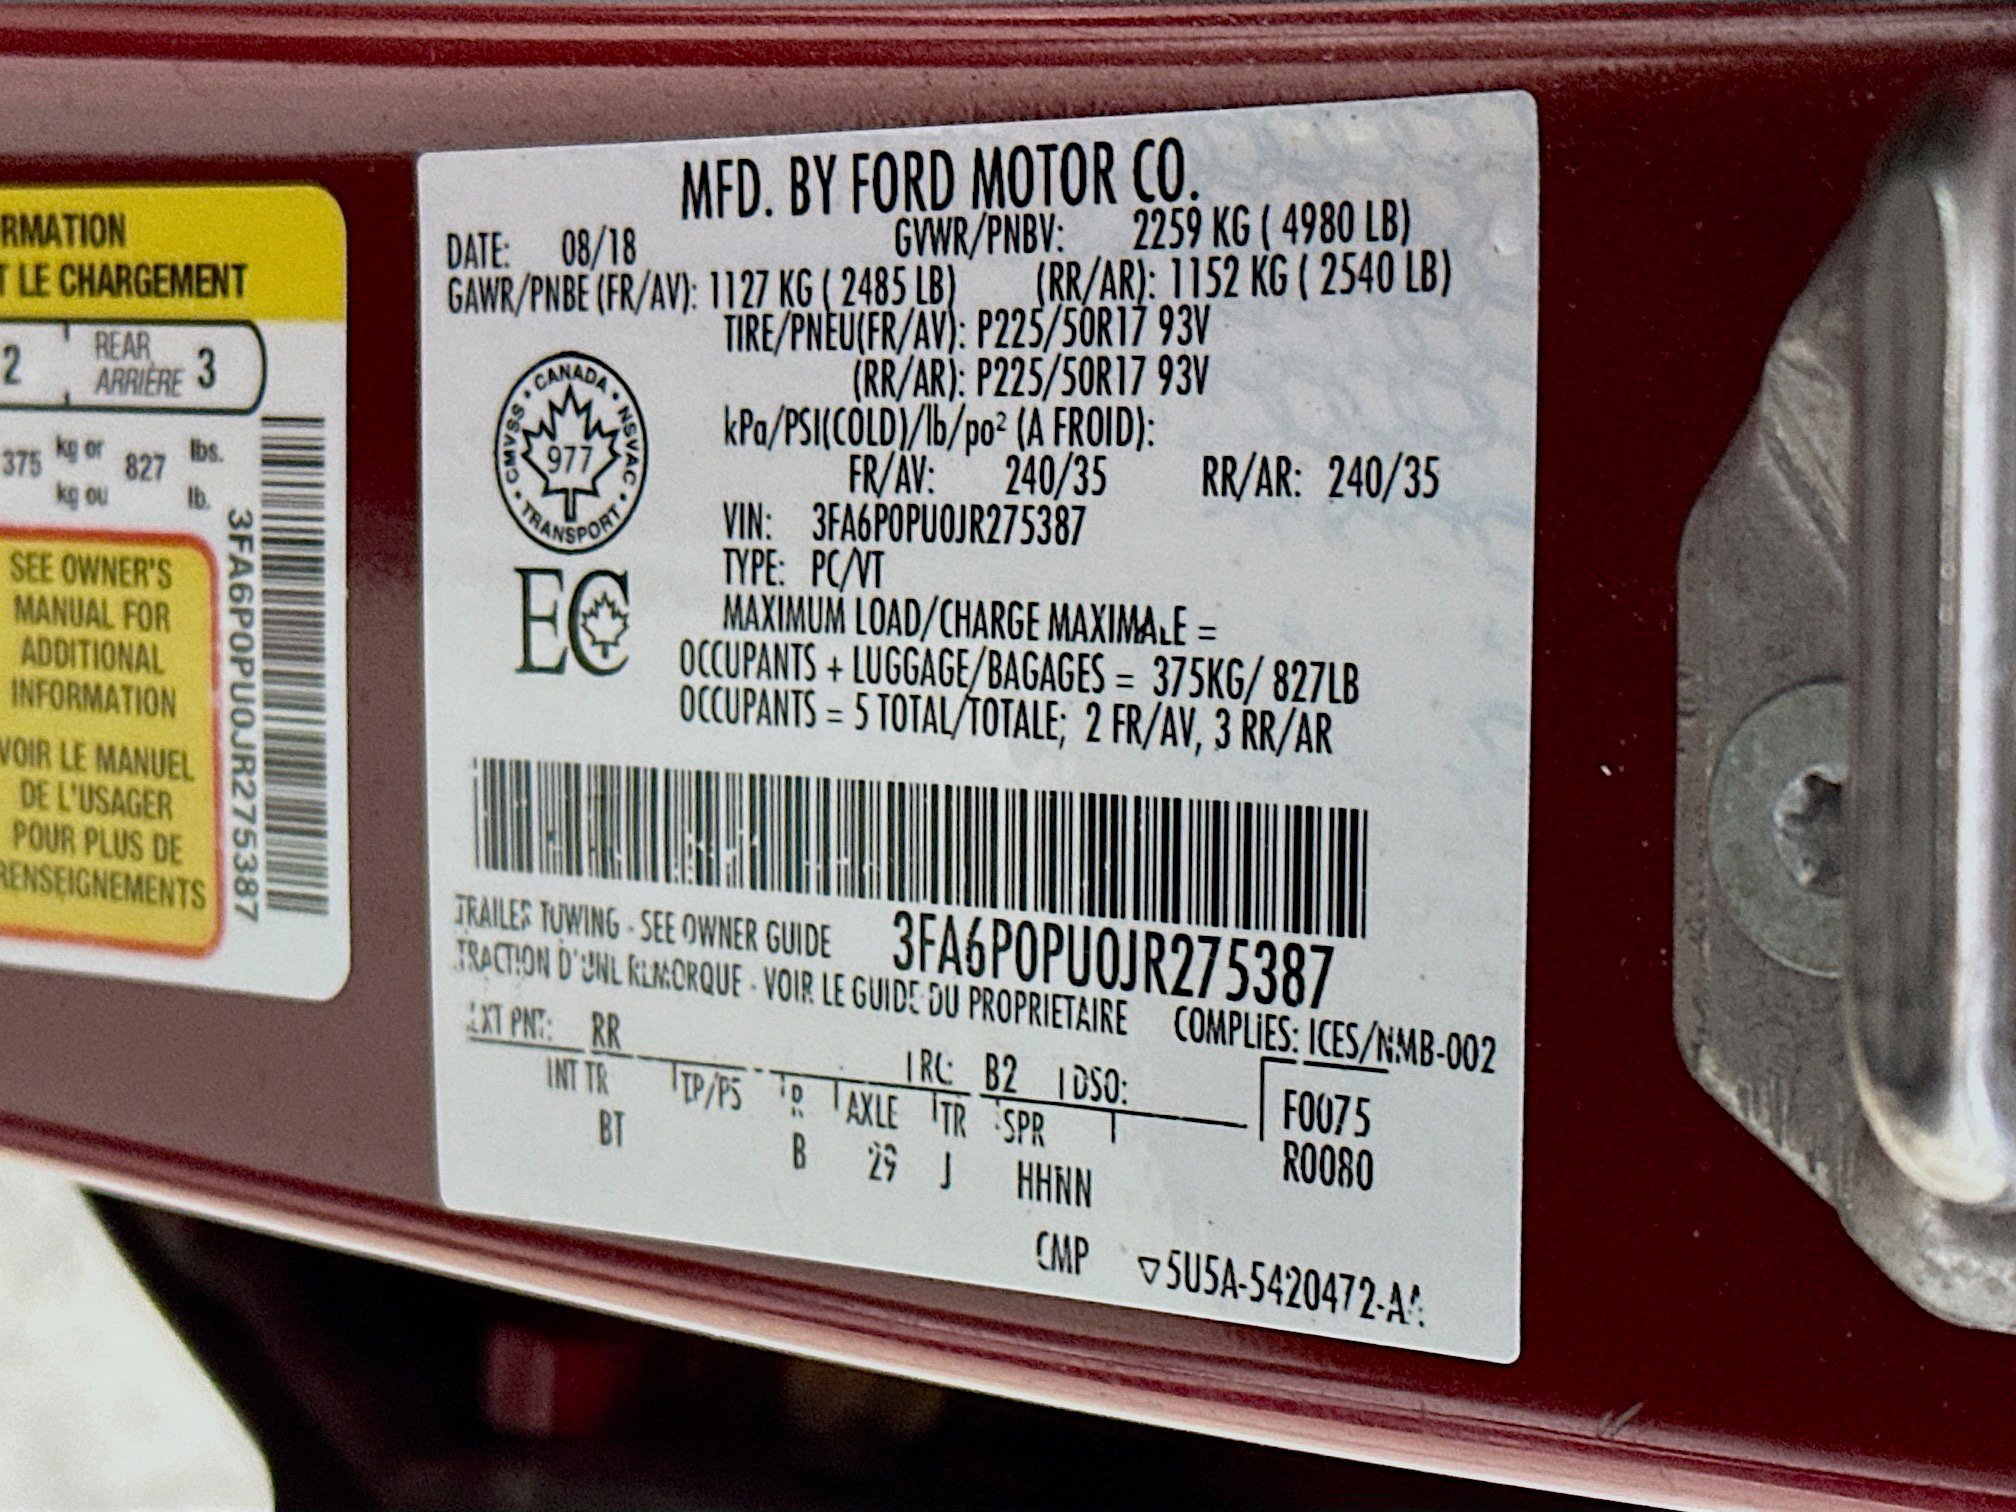 RMATION
T LE CHARGEMENT
2 REAR ARRIÈRE 3
375 kg or kg ou 827 lbs. lb.
SEE OWNER'S
MANUAL FOR
ADDITIONAL
INFORMATION
VOIR LE MANUEL
DE L'USAGER
POUR PLUS DE
RENSEIGNEMENTS
3FA6P0PU0JR275387
MFD. BY FORD MOTOR CO.
DATE: 08/18 GVWR/PNBV: 2259 KG ( 4980 LB)
GAWR/PNBE (FR/AV): 1127 KG ( 2485 LB) (RR/AR): 1152 KG ( 2540 LB)
TIRE/PNEU(FR/AV): P225/50R17 93V
(RR/AR): P225/50R17 93V
kPa/PSI(COLD)/lb/po² (A FROID):
FR/AV: 240/35 RR/AR: 240/35
CANADA · NSVAC · TRANSPORT · CMVSS ·
977
EC
VIN: 3FA6P0PU0JR275387
TYPE: PC/VT
MAXIMUM LOAD/CHARGE MAXIMALE =
OCCUPANTS + LUGGAGE/BAGAGES = 375KG/ 827LB
OCCUPANTS = 5 TOTAL/TOTALE; 2 FR/AV, 3 RR/AR
TRAILER TOWING - SEE OWNER GUIDE 3FA6P0PU0JR275387
TRACTION D'UNE REMORQUE - VOIR LE GUIDE DU PROPRIETAIRE COMPLIES: ICES/NMB-002
EXT PNT: RR RC: B2 DSO:
INT TR TP/PS R AXLE TR SPR F0075
BT B 29 J HHNN R0080
CMP ▽5U5A-5420472-AA